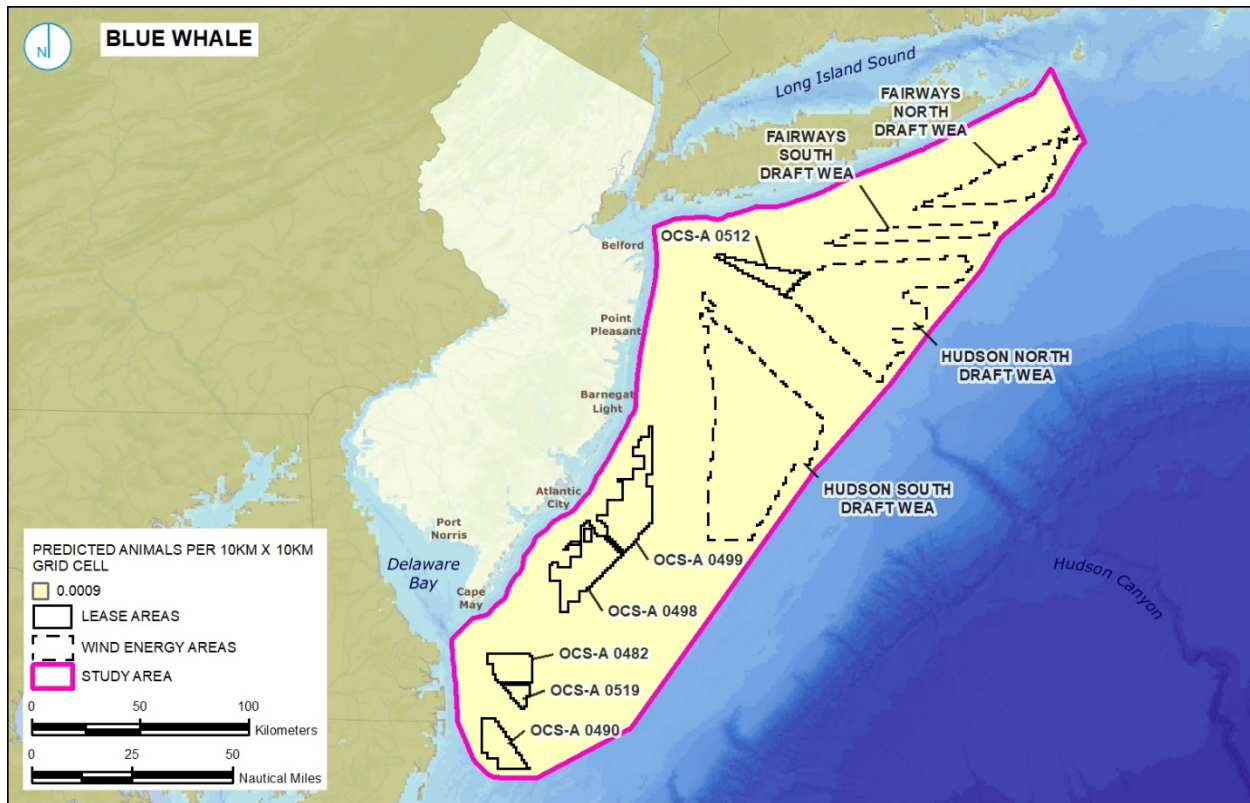 N
BLUE WHALE
Long Island Sound
FAIRWAYS
NORTH
DRAFT WEA
FAIRWAYS
SOUTH
DRAFT WEA
OCS-A 0512
Belford
Point
Pleasant
HUDSON NORTH
DRAFT WEA
Barnegat
Light
Atlantic
City
HUDSON SOUTH
DRAFT WEA
Port
Norris
Delaware
Bay
OCS-A 0499
Hudson Canyon
Cape
May
OCS-A 0498
OCS-A 0482
OCS-A 0519
OCS-A 0490
PREDICTED ANIMALS PER 10KM X 10KM
GRID CELL
0.0009
LEASE AREAS
WIND ENERGY AREAS
STUDY AREA
0 50 100
Kilometers
0 25 50
Nautical Miles